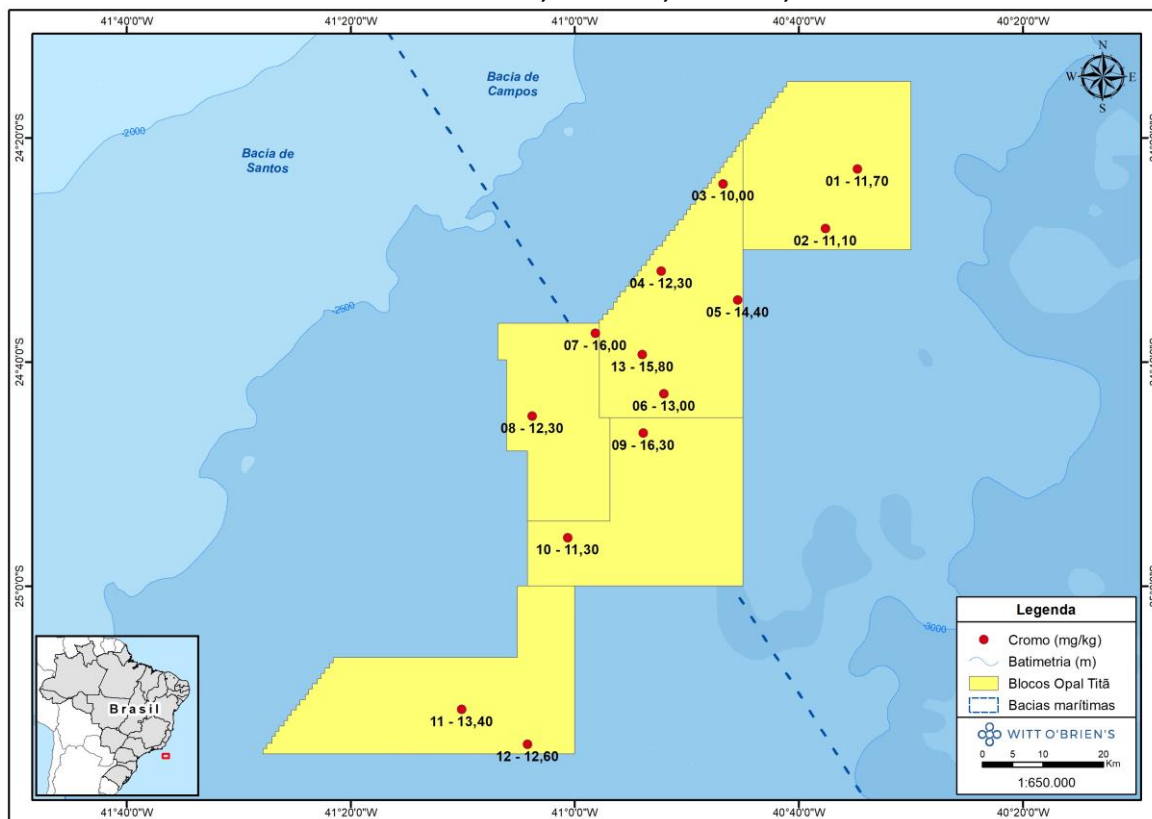 41°40'0"W 41°20'0"W 41°0'0"W 40°40'0"W 40°20'0"W
N
W E
S
Bacia de
Campos
Bacia de
Santos
-2000
24°20'0"S
01 - 11,70
03 - 10,00
02 - 11,10
04 - 12,30
-2500
05 - 14,40
07 - 16,00
24°40'0"S
13 - 15,80
06 - 13,00
08 - 12,30
09 - 16,30
10 - 11,30
25°0'0"S
-3000
11 - 13,40
12 - 12,60
Brasil
Legenda
Cromo (mg/kg)
Batimetria (m)
Blocos Opal Titã
Bacias marítimas
WITT O'BRIEN'S
0 5 10 20
Km
1:650.000
41°40'0"W 41°20'0"W 41°0'0"W 40°40'0"W 40°20'0"W